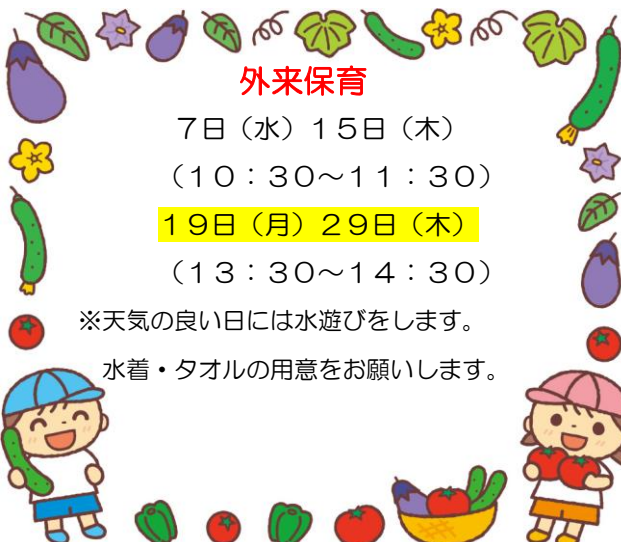 外来保育
7日（水）１５日（木）
（１０：３０～１１：３０）
１９日（月）２９日（木）
（１３：３０～１４：３０）
※天気の良い日には水遊びをします。
水着・タオルの用意をお願いします。